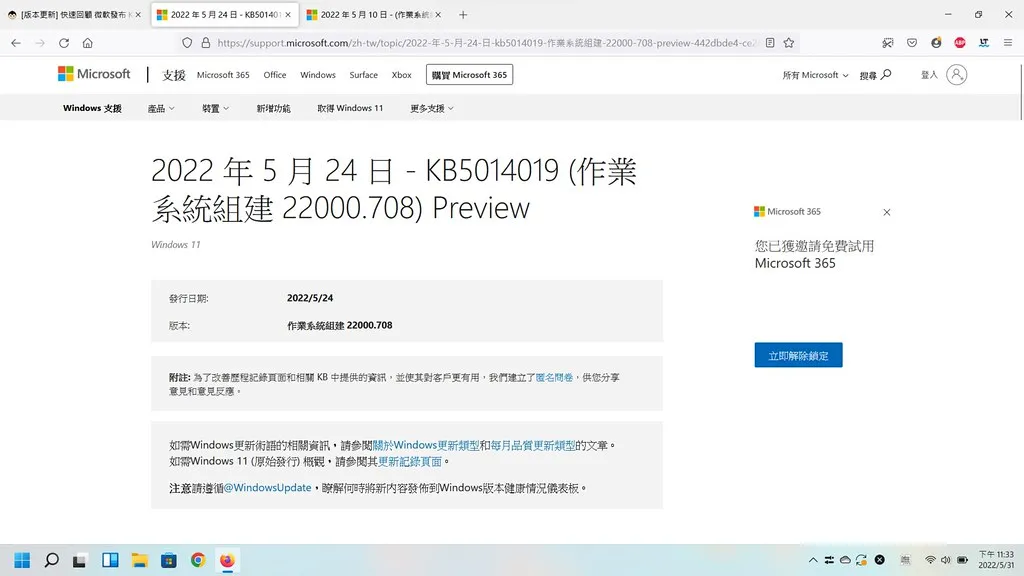 [版本更新] 快速回顧 微軟發布 K
2022 年 5 月 24 日 - KB501401
2022 年 5 月 10 日 - (作業系統
https://support.microsoft.com/zh-tw/topic/2022-年-5-月-24-日-kb5014019-作業系統組建-22000-708-preview-442dbde4-ce2
Microsoft 支援 Microsoft 365 Office Windows Surface Xbox 購買 Microsoft 365 所有 Microsoft 搜尋 登入
Windows 支援 產品 裝置 新增功能 取得 Windows 11 更多支援
2022 年 5 月 24 日 - KB5014019 (作業
系統組建 22000.708) Preview
Windows 11
發行日期: 2022/5/24
版本: 作業系統組建 22000.708
附註: 為了改善歷程記錄頁面和相關 KB 中提供的資訊，並使其對客戶更有用，我們建立了匿名問卷，供您分享
意見和意見反應。
如需Windows更新術語的相關資訊，請參閱關於Windows更新類型和每月品質更新類型的文章。
如需Windows 11 (原始發行) 概觀，請參閱其更新記錄頁面。
注意請遵循@WindowsUpdate，瞭解何時將新內容發佈到Windows版本健康情況儀表板。
Microsoft 365
您已獲邀請免費試用
Microsoft 365
立即解除鎖定
下午 11:33
2022/5/31